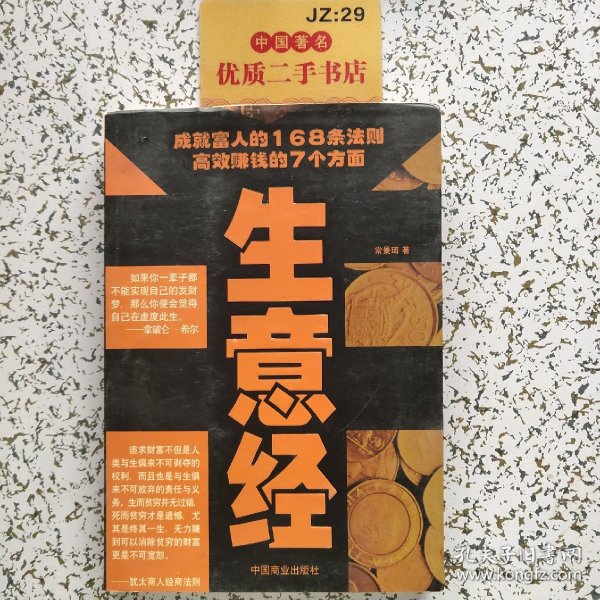 JZ:29
中国著名
优质二手书店
成就富人的168条法则
高效赚钱的7个方面
生意经
常景琦 著
如果你一辈子都
不能实现自己的发财
梦，那么你便会觉得
自己在虚度此生。
——拿破仑·希尔
追求财富不但是人
类与生俱来不可剥夺的
权利，而且也是与生俱
来不可放弃的责任与义
务，生而贫穷并无过错，
死而贫穷才是遗憾，尤
其是终其一生，无力赚
到可以消除贫穷的财富
更是不可宽恕。
——犹太商人经商法则
中国商业出版社
孔夫子旧书网
www.kongfz.com